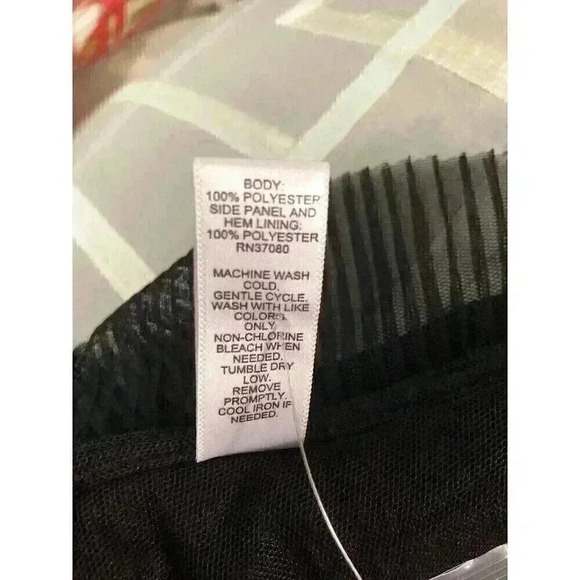 BODY:
100% POLYESTER
SIDE PANEL AND
HEM LINING:
100% POLYESTER
RN37080
MACHINE WASH
COLD.
GENTLE CYCLE.
WASH WITH LIKE
COLORS.
ONLY
NON-CHLORINE
BLEACH WHEN
NEEDED.
TUMBLE DRY
LOW.
REMOVE
PROMPTLY.
COOL IRON IF
NEEDED.